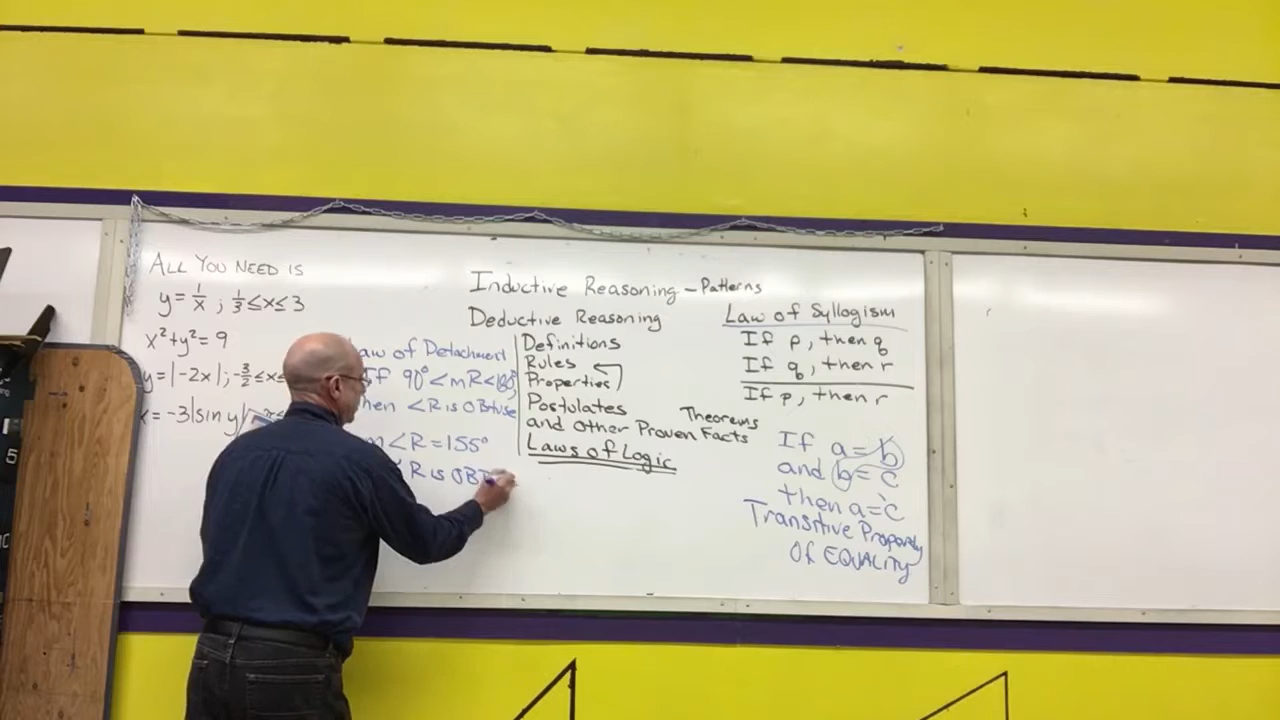 ALL YOU NEED IS
y = 1/x ; 1/3 ≤ x ≤ 3
x² + y² = 9
y = |-2x| ; -3/2 ≤ x ≤
x = -3|sin y|
Law of Detachment
If 90° < mR < 180°,
then ∠R is OBtuse
m∠R = 155°
∠R is OBT
Inductive Reasoning - Patterns
Deductive Reasoning
Definitions
Rules
Properties
Postulates
Theorems
and other Proven Facts
Laws of Logic
Law of Syllogism
If p, then q
If q, then r
If p, then r
If a = b
and b = c
then a = c
Transitive Property
Of EQUALITY
5